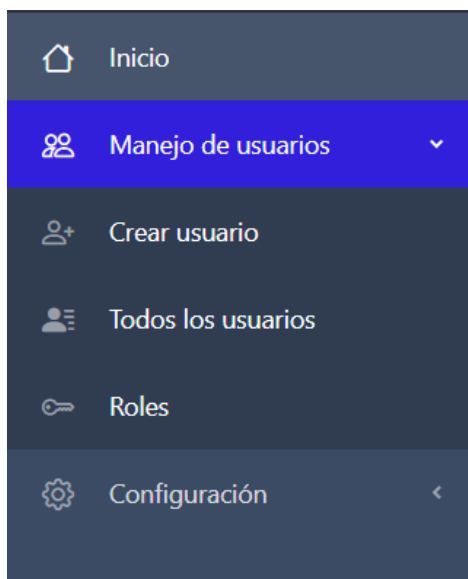 Inicio
Manejo de usuarios
Crear usuario
Todos los usuarios
Roles
Configuración